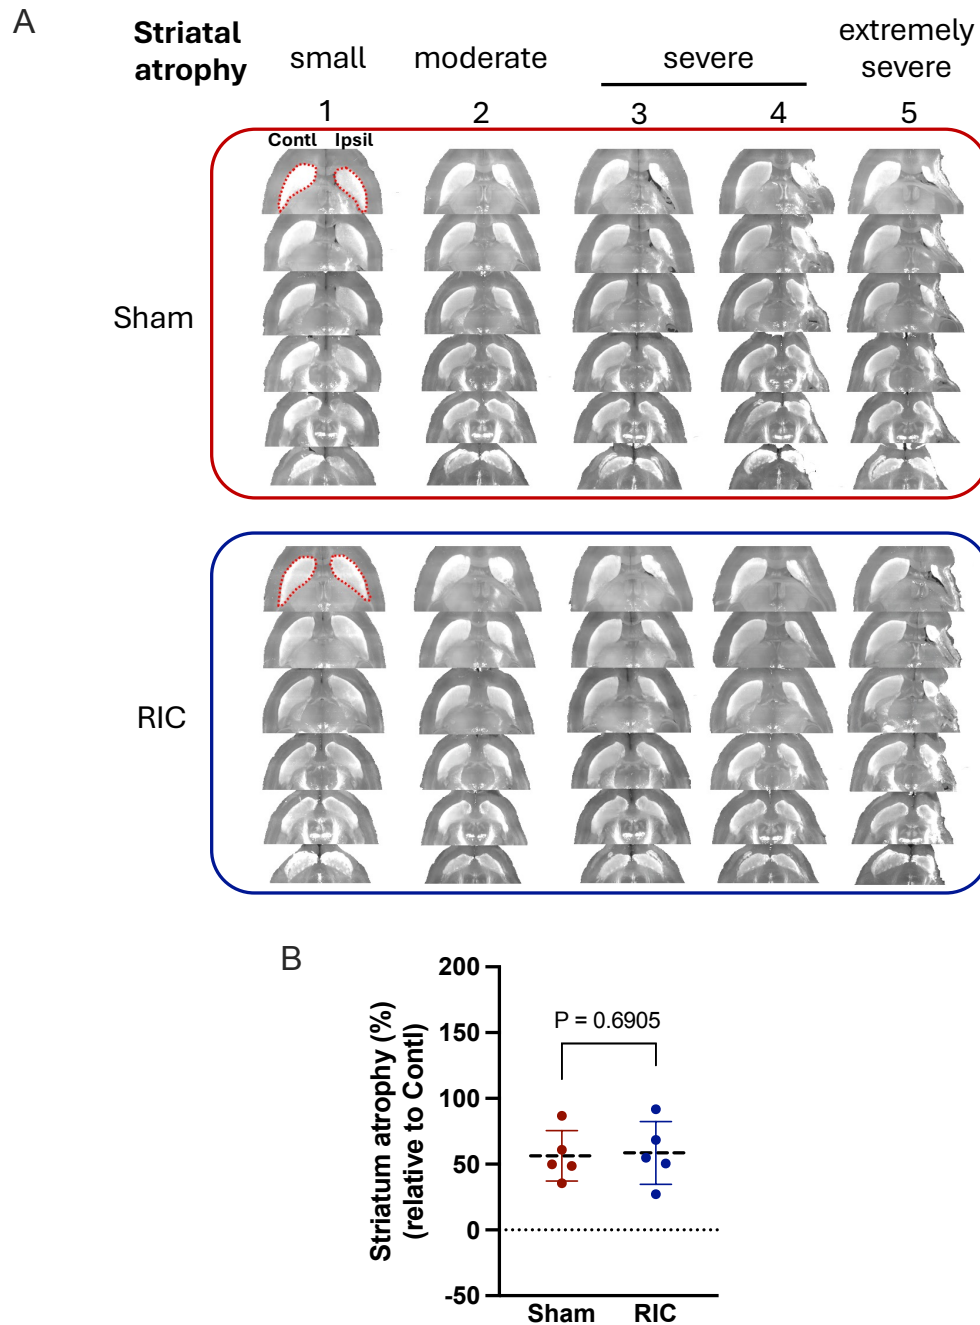 A
Striatal atrophy
small
moderate
severe
extremely severe
1
2
3
4
5
Contl
Ipsil
Sham
RIC
B
Striatum atrophy (%)
(relative to Contl)
200
150
100
50
0
-50
P = 0.6905
Sham
RIC